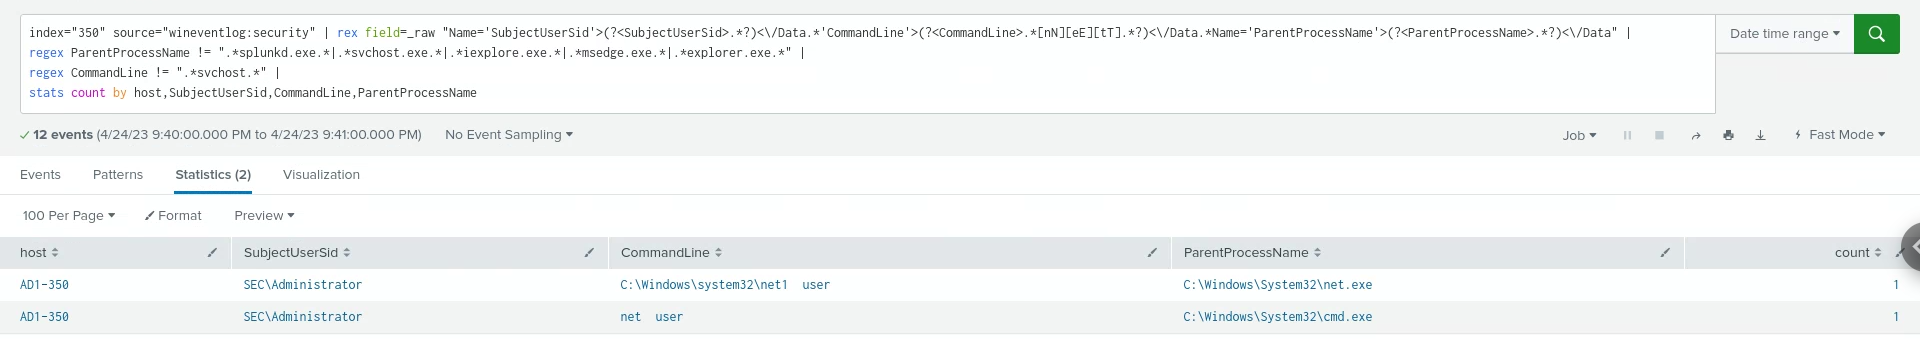 index="350" source="wineventlog:security" | rex field=_raw "Name='SubjectUserSid'>(?<SubjectUserSid>.*?)<\/Data.*'CommandLine'>(?<CommandLine>.*[nN][eE][tT].*?)<\/Data.*Name='ParentProcessName'>(?<ParentProcessName>.*?)<\/Data" |
regex ParentProcessName != ".*splunkd.exe.*|.*svchost.exe.*|.*iexplore.exe.*|.*msedge.exe.*|.*explorer.exe.*" |
regex CommandLine != ".*svchost.*" |
stats count by host,SubjectUserSid,CommandLine,ParentProcessName
Date time range
12 events (4/24/23 9:40:00.000 PM to 4/24/23 9:41:00.000 PM) No Event Sampling Job Fast Mode
Events Patterns Statistics (2) Visualization
100 Per Page Format Preview
host SubjectUserSid CommandLine ParentProcessName count
AD1-350 SEC\Administrator C:\Windows\system32\net1  user C:\Windows\System32\net.exe 1
AD1-350 SEC\Administrator net  user C:\Windows\System32\cmd.exe 1